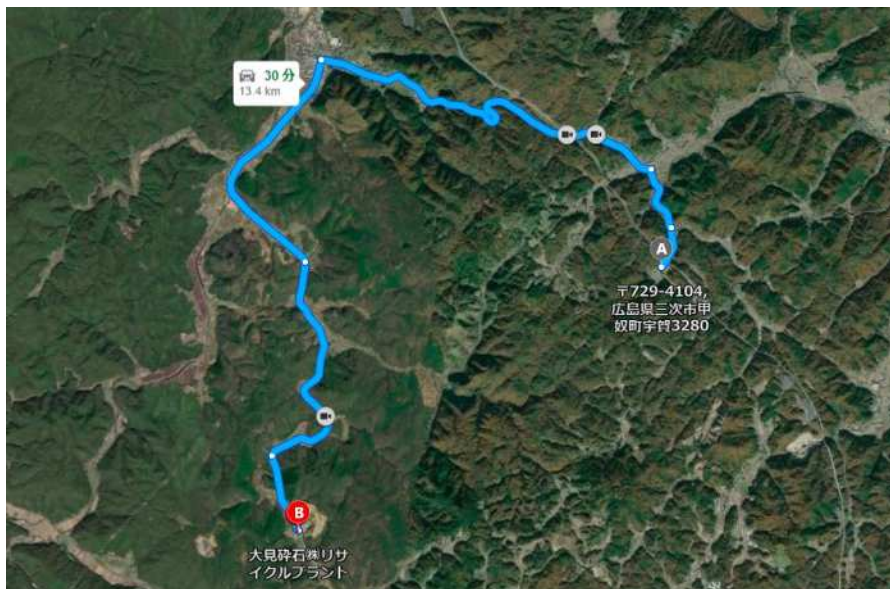 30 分
13.4 km
A
〒729-4104,
広島県三次市甲
奴町宇賀3280
B
大見砕石㈱リサ
イクルプラント